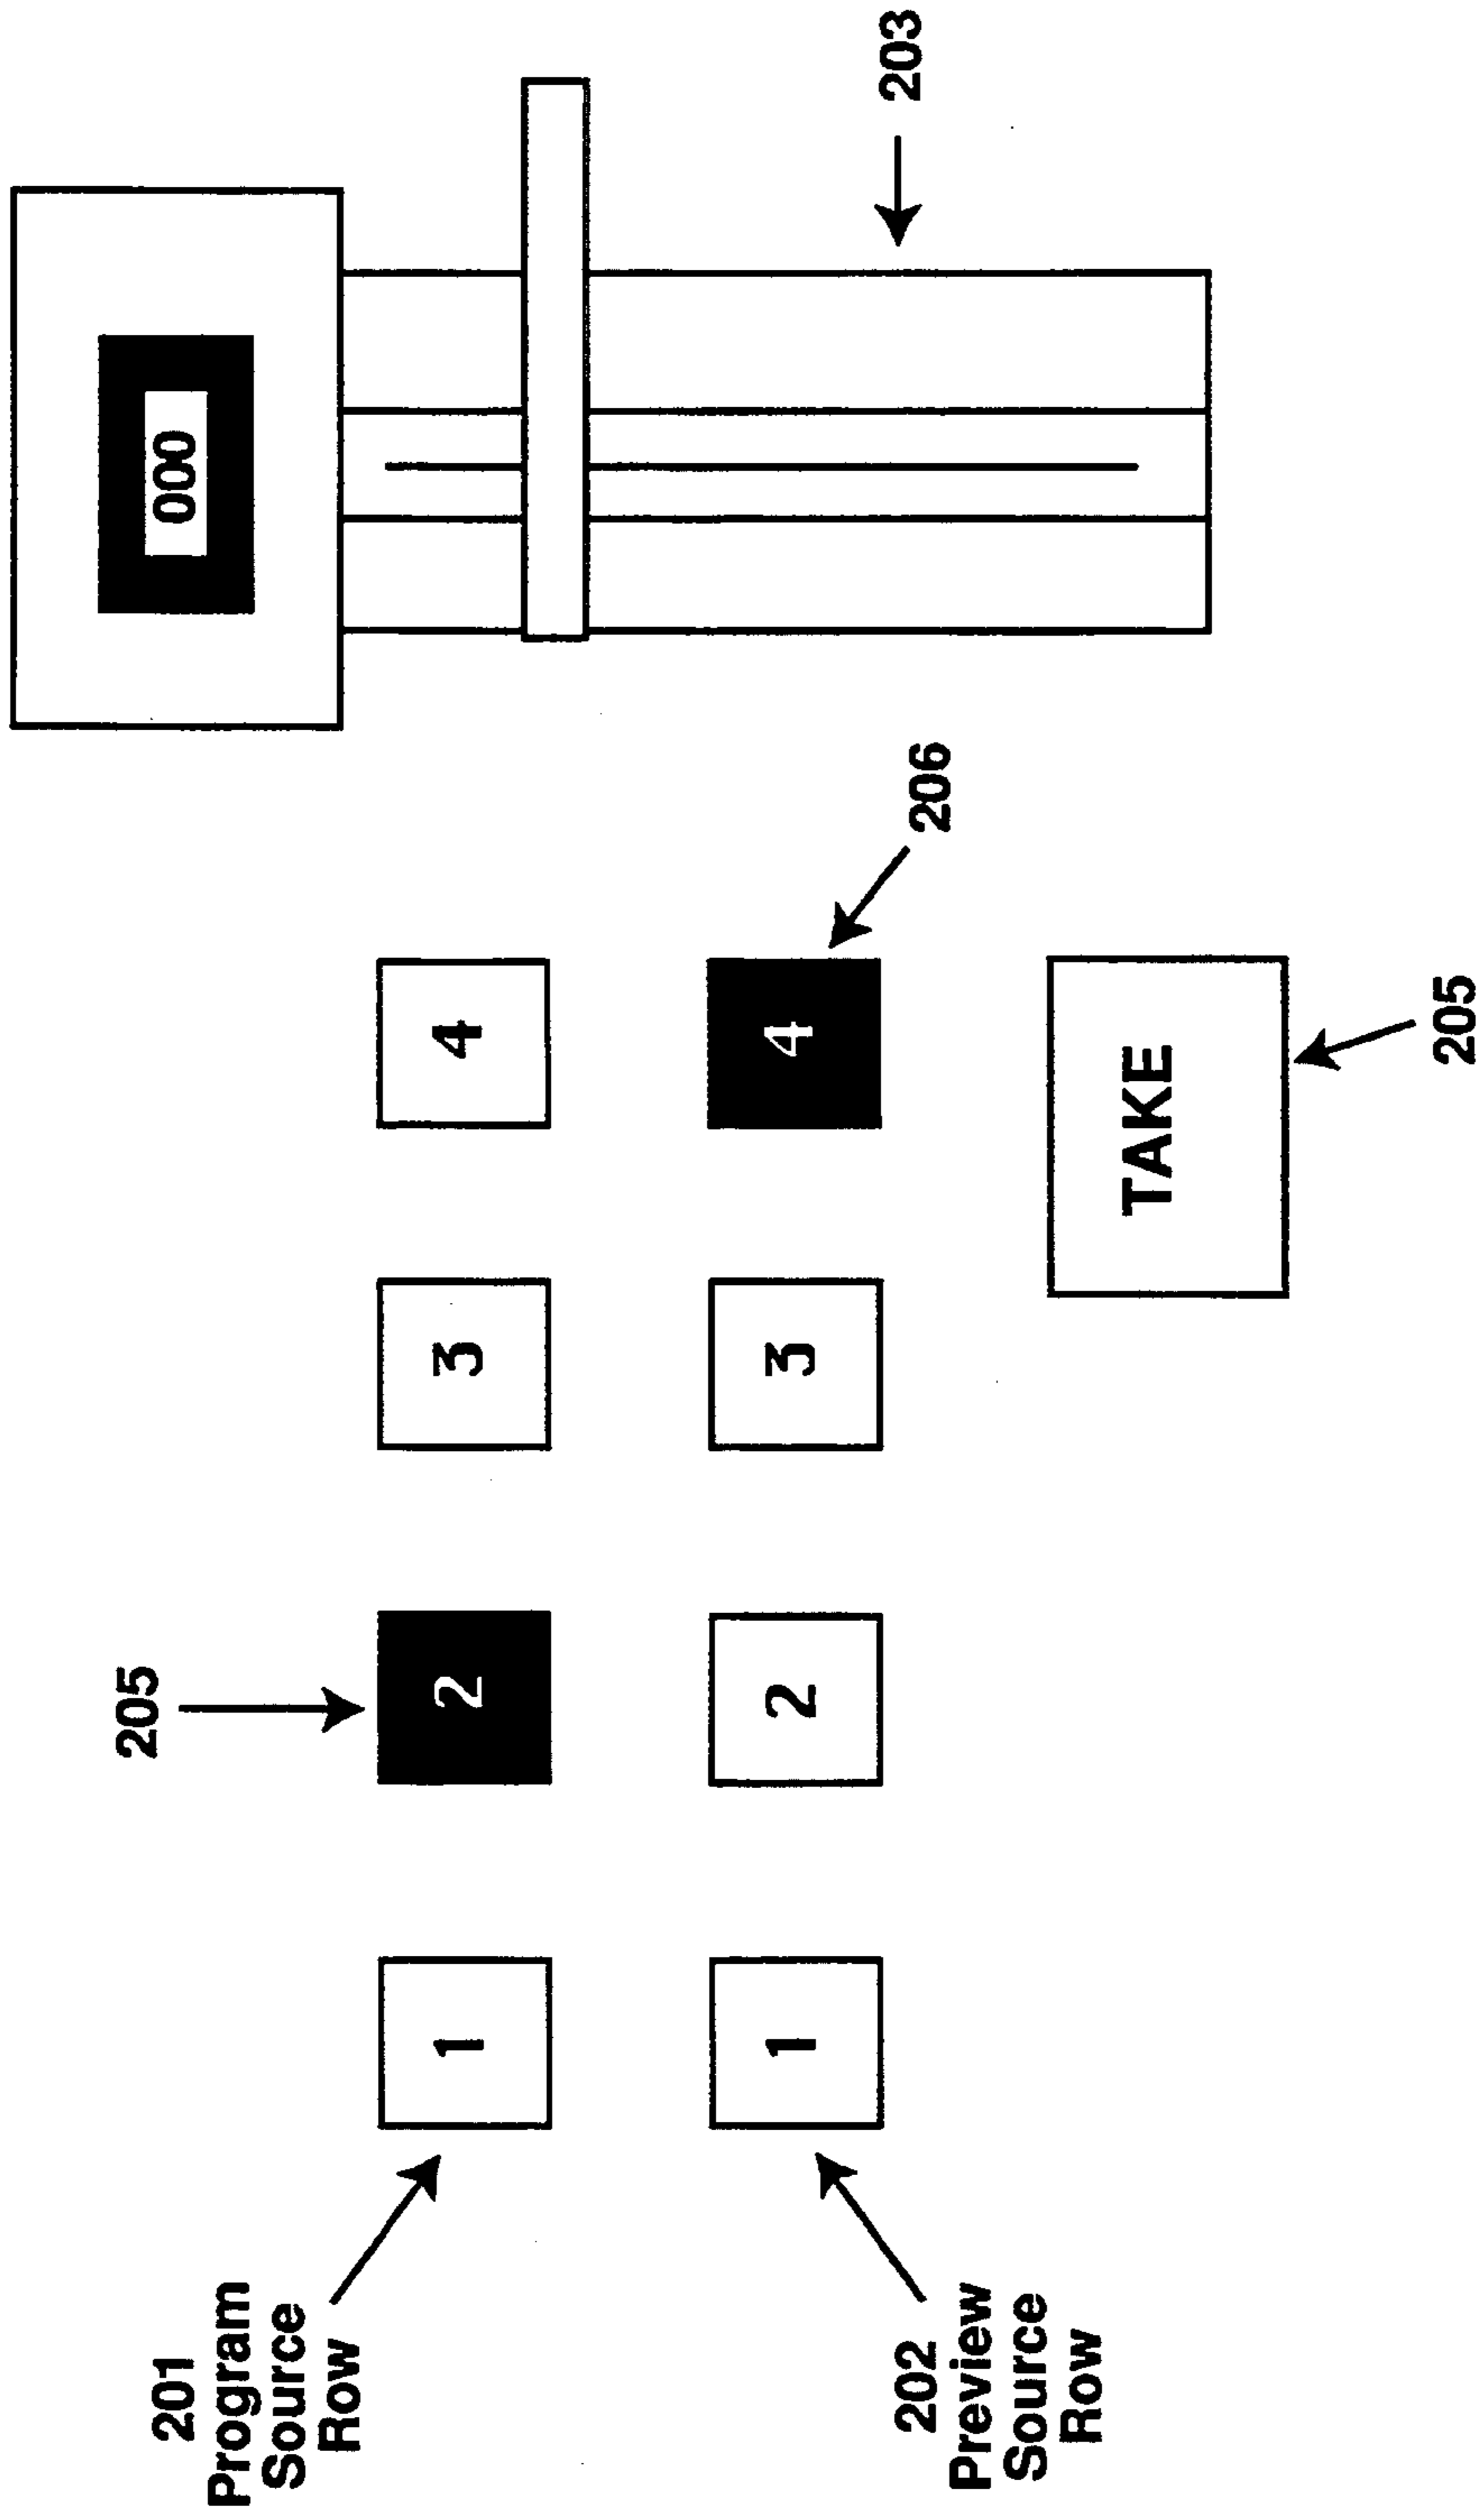 205
201
Program
Source
Row
000
1 2 3 4
1 2 3 4
203
206
202
Preview
Source
Row
TAKE
205